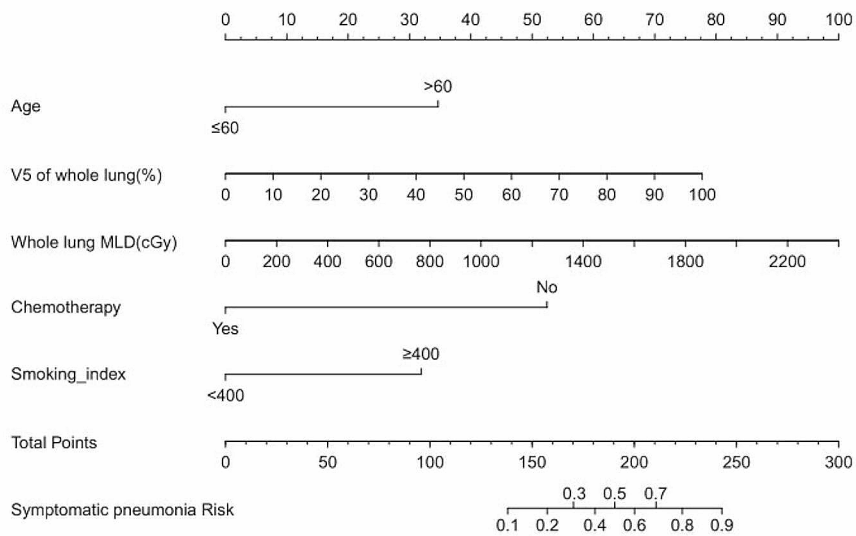 0 10 20 30 40 50 60 70 80 90 100
>60
Age
≤60
V5 of whole lung(%)
0 10 20 30 40 50 60 70 80 90 100
Whole lung MLD(cGy)
0 200 400 600 800 1000 1400 1800 2200
No
Chemotherapy
Yes
≥400
Smoking_index
<400
Total Points
0 50 100 150 200 250 300
0.3 0.5 0.7
Symptomatic pneumonia Risk
0.1 0.2 0.4 0.6 0.8 0.9